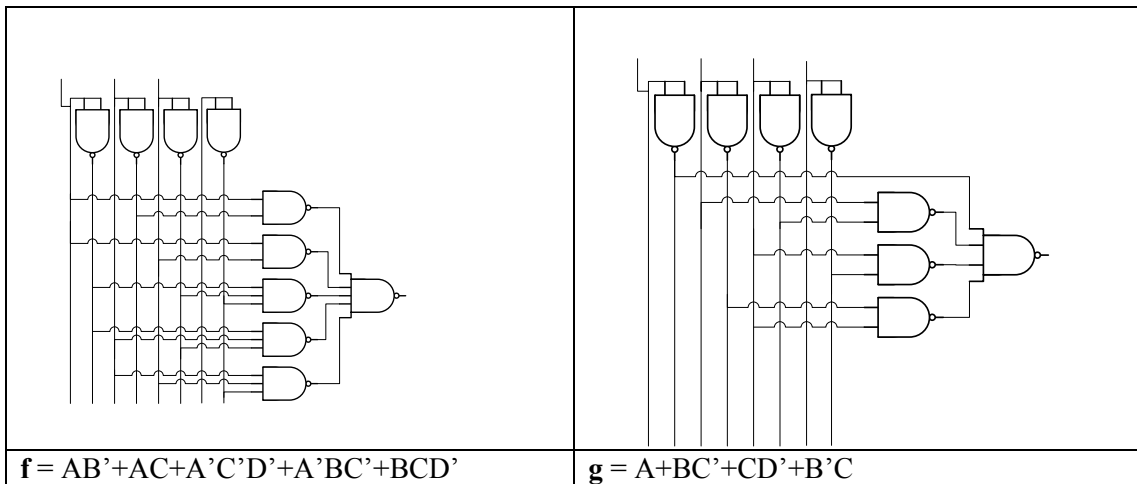 f = AB’+AC+A’C’D’+A’BC’+BCD’
g = A+BC’+CD’+B’C